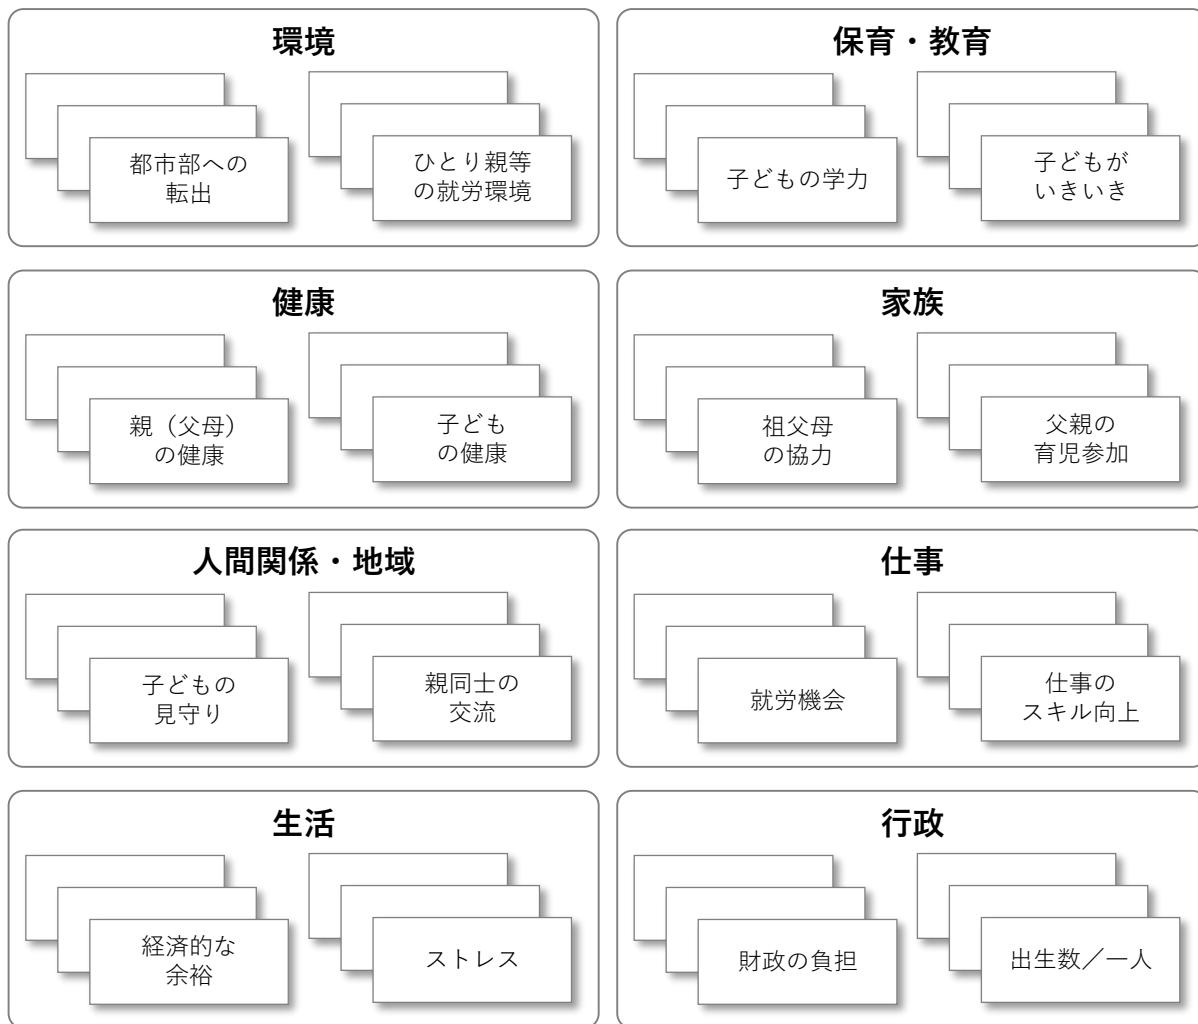 環境
都市部への
転出
ひとり親等
の就労環境
保育・教育
子どもの学力
子どもが
いきいき
健康
親（父母）
の健康
子ども
の健康
家族
祖父母
の協力
父親の
育児参加
人間関係・地域
子どもの
見守り
親同士の
交流
仕事
就労機会
仕事の
スキル向上
生活
経済的な
余裕
ストレス
行政
財政の負担
出生数／一人